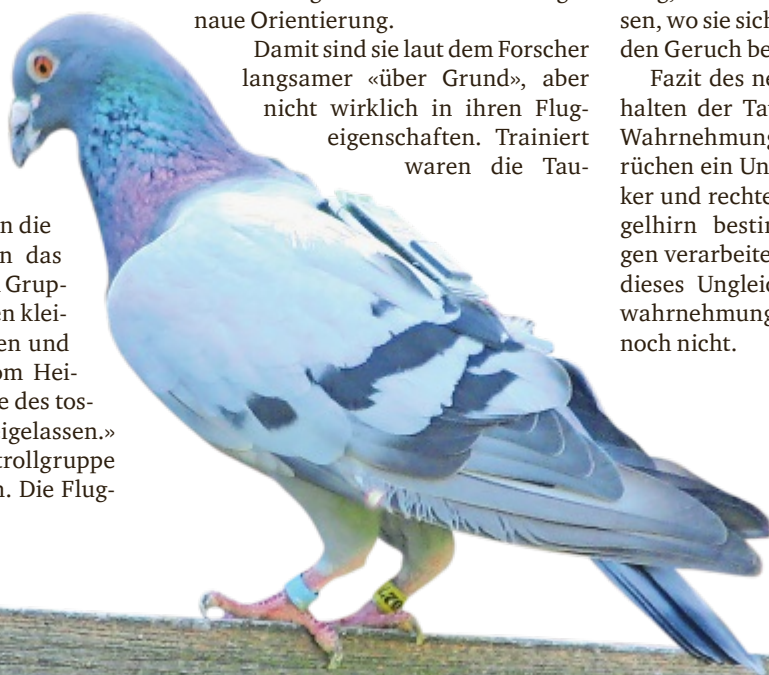 n die
n das
Grup-
en klei-
en und
om Hei-
e des tos-
eigelassen.»
trollgruppe
n. Die Flug-
naue Orientierung.
Damit sind sie laut dem Forscher
langsamer «über Grund», aber
nicht wirklich in ihren Flug-
eigenschaften. Trainiert
waren die Tau-
sen, wo sie sich
den Geruch be
Fazit des ne
halten der Tau
Wahrnehmung
rüchen ein Un
ker und rechte
gelhirn bestim
gen verarbeite
dieses Ungleic
wahrnehmung
noch nicht.